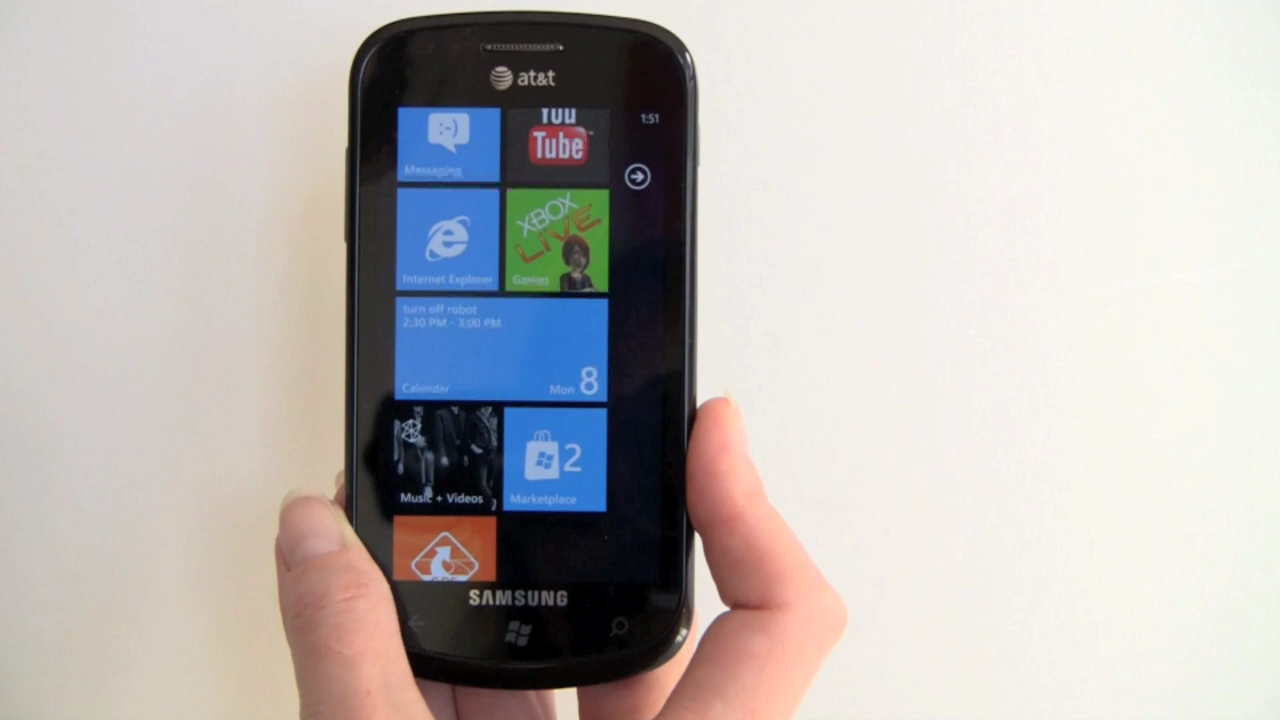 at&t
You
Tube
1:51
Messaging
Internet Explorer
XBOX
LIVE
Games
turn off robot
2:30 PM - 3:00 PM
Calendar
Mon 8
Music + Videos
2
Marketplace
GPS
SAMSUNG